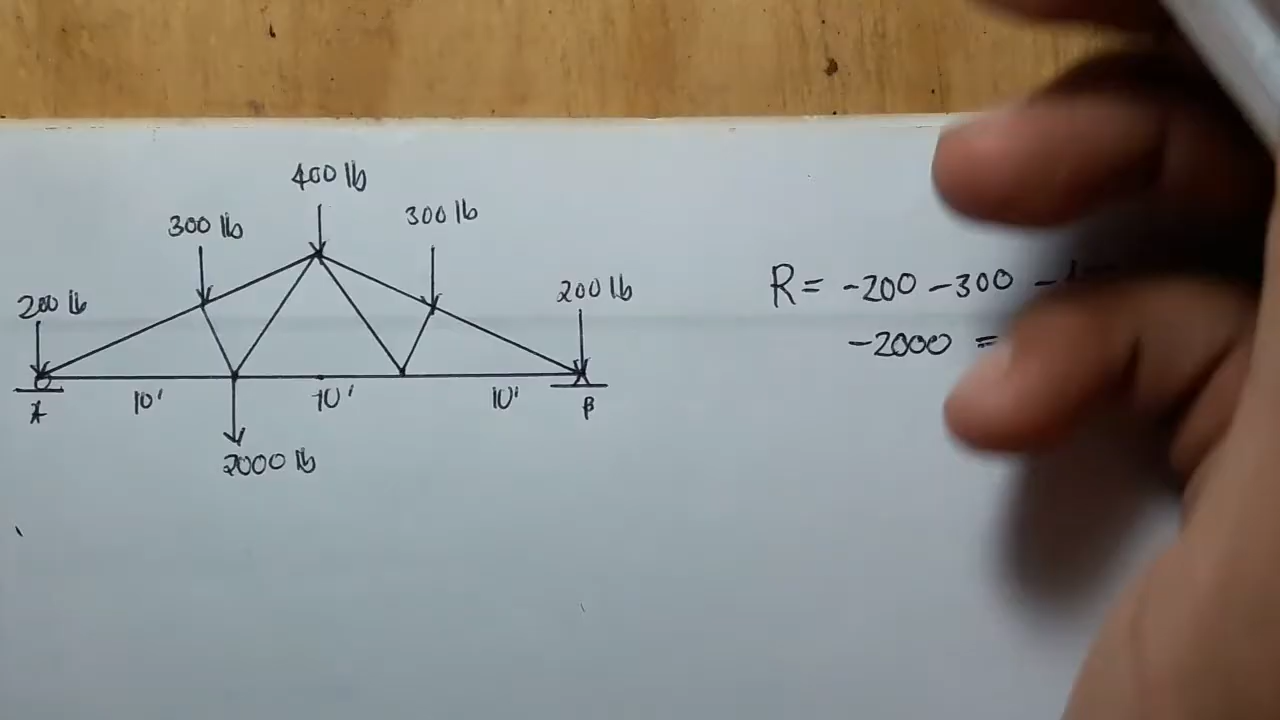 400 lb
300 lb
300 lb
200 lb
200 lb
10'
10'
10'
A
B
2000 lb
R = -200 -300 -
-2000 =